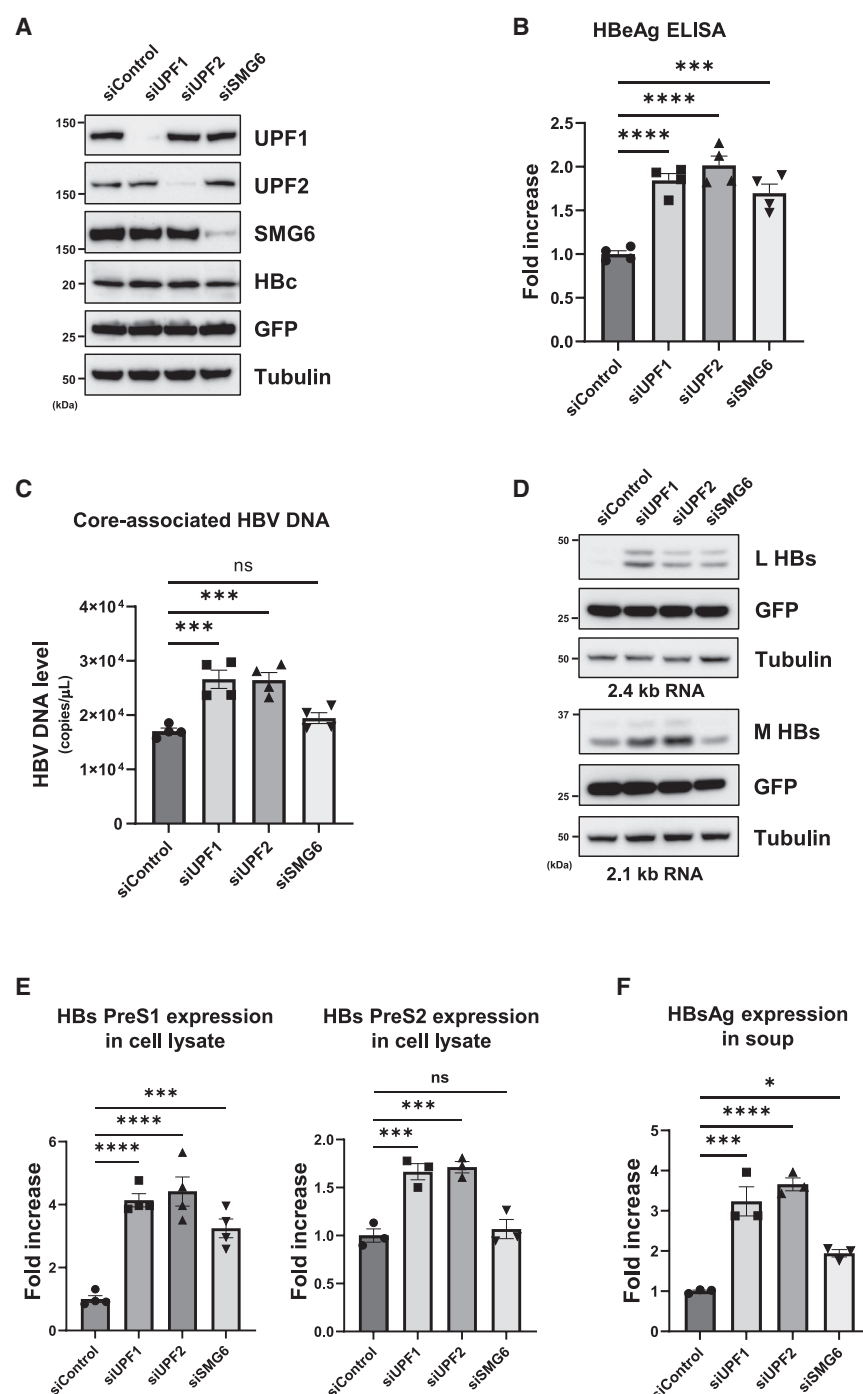 A
siControl
siUPF1
siUPF2
siSMG6
150
UPF1
150
UPF2
150
SMG6
20
HBc
25
GFP
50
Tubulin
(kDa)
B
HBeAg ELISA
***
****
****
Fold increase
2.5
2.0
1.5
1.0
0.5
0.0
siControl
siUPF1
siUPF2
siSMG6
C
Core-associated HBV DNA
ns
***
***
HBV DNA level
(copies/µL)
4×10⁴
3×10⁴
2×10⁴
1×10⁴
0
siControl
siUPF1
siUPF2
siSMG6
D
siControl
siUPF1
siUPF2
siSMG6
50
L HBs
25
GFP
50
Tubulin
2.4 kb RNA
37
M HBs
25
GFP
50
Tubulin
(kDa)
2.1 kb RNA
E
HBs PreS1 expression
in cell lysate
***
****
****
Fold increase
6
4
2
0
siControl
siUPF1
siUPF2
siSMG6
HBs PreS2 expression
in cell lysate
ns
***
***
Fold increase
2.0
1.5
1.0
0.5
0.0
siControl
siUPF1
siUPF2
siSMG6
F
HBsAg expression
in soup
*
****
***
Fold increase
5
4
3
2
1
0
siControl
siUPF1
siUPF2
siSMG6